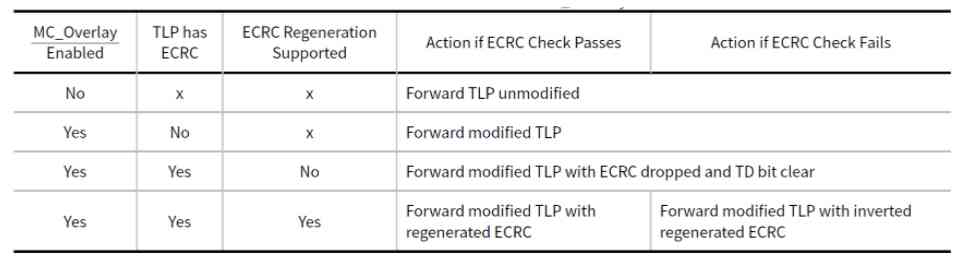 MC_Overlay Enabled | TLP has ECRC | ECRC Regeneration Supported | Action if ECRC Check Passes | Action if ECRC Check Fails
No | x | x | Forward TLP unmodified
Yes | No | x | Forward modified TLP
Yes | Yes | No | Forward modified TLP with ECRC dropped and TD bit clear
Yes | Yes | Yes | Forward modified TLP with regenerated ECRC | Forward modified TLP with inverted regenerated ECRC